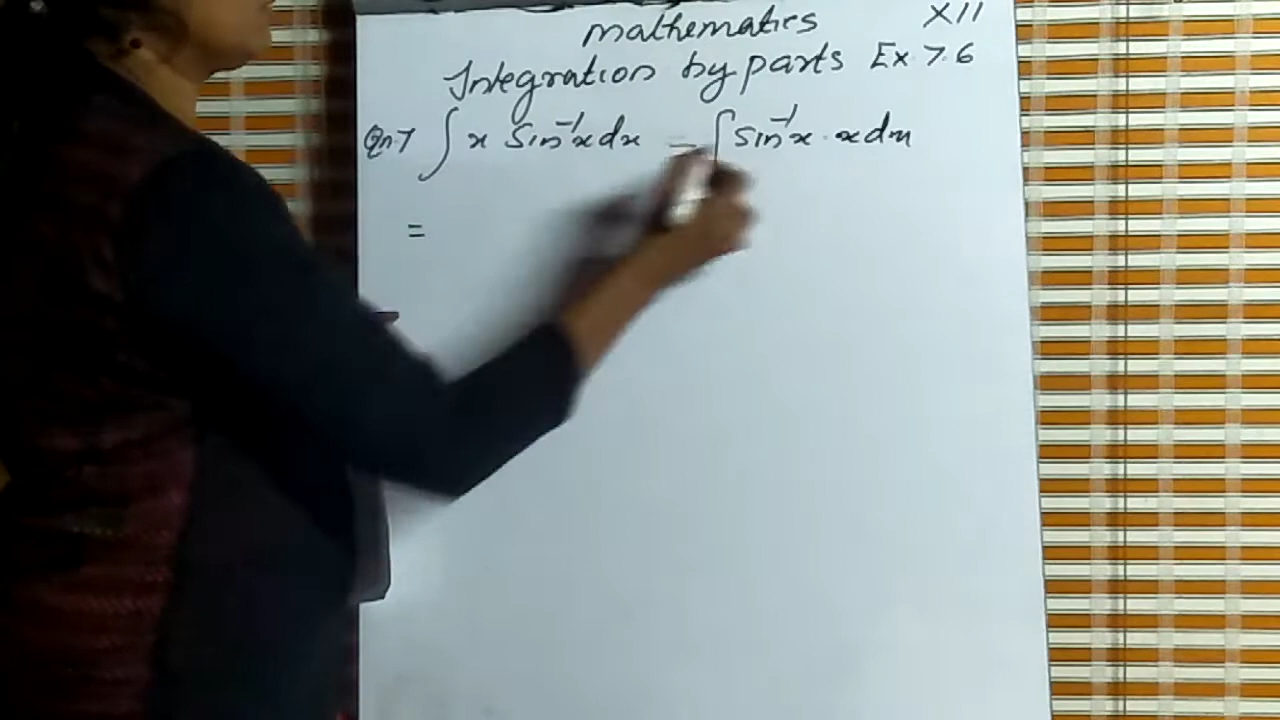 mathematics XII
Integration by parts Ex 7.6
Qn.7 ∫ x Sin⁻¹x dx = ∫ Sin⁻¹x · x dx
=